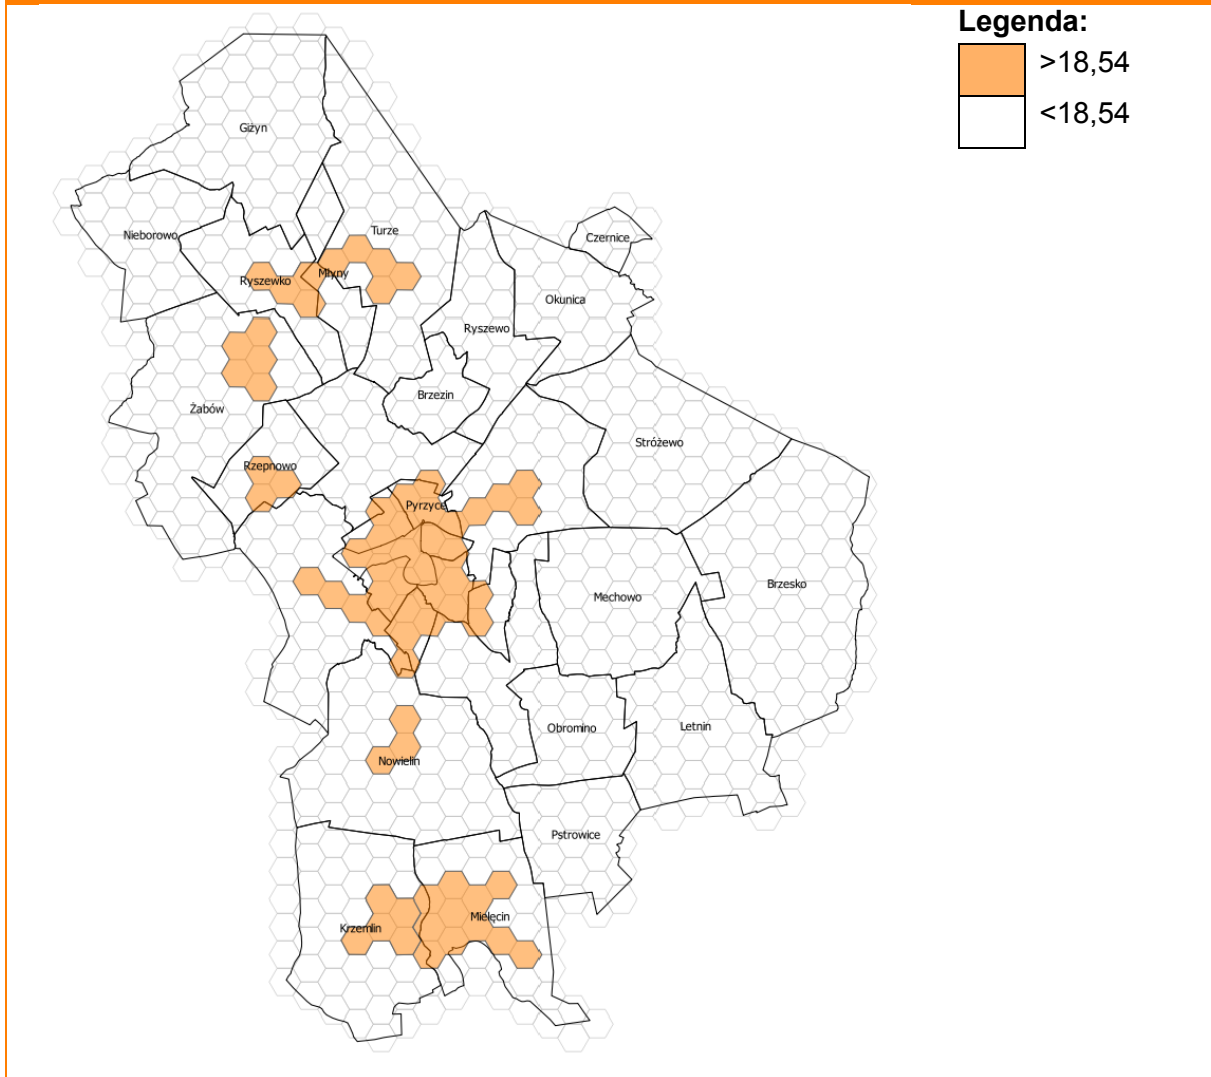 Legenda:
>18,54
<18,54
Giżyn
Czernice
Turze
Nieborowo
Młyny
Ryszewko
Okunica
Ryszewo
Brzezin
Żabów
Stróżewo
Rzepnowo
Pyrzyce
Brzesko
Mechowo
Letnin
Obromino
Nowielin
Pstrowice
Mielęcin
Krzemlin